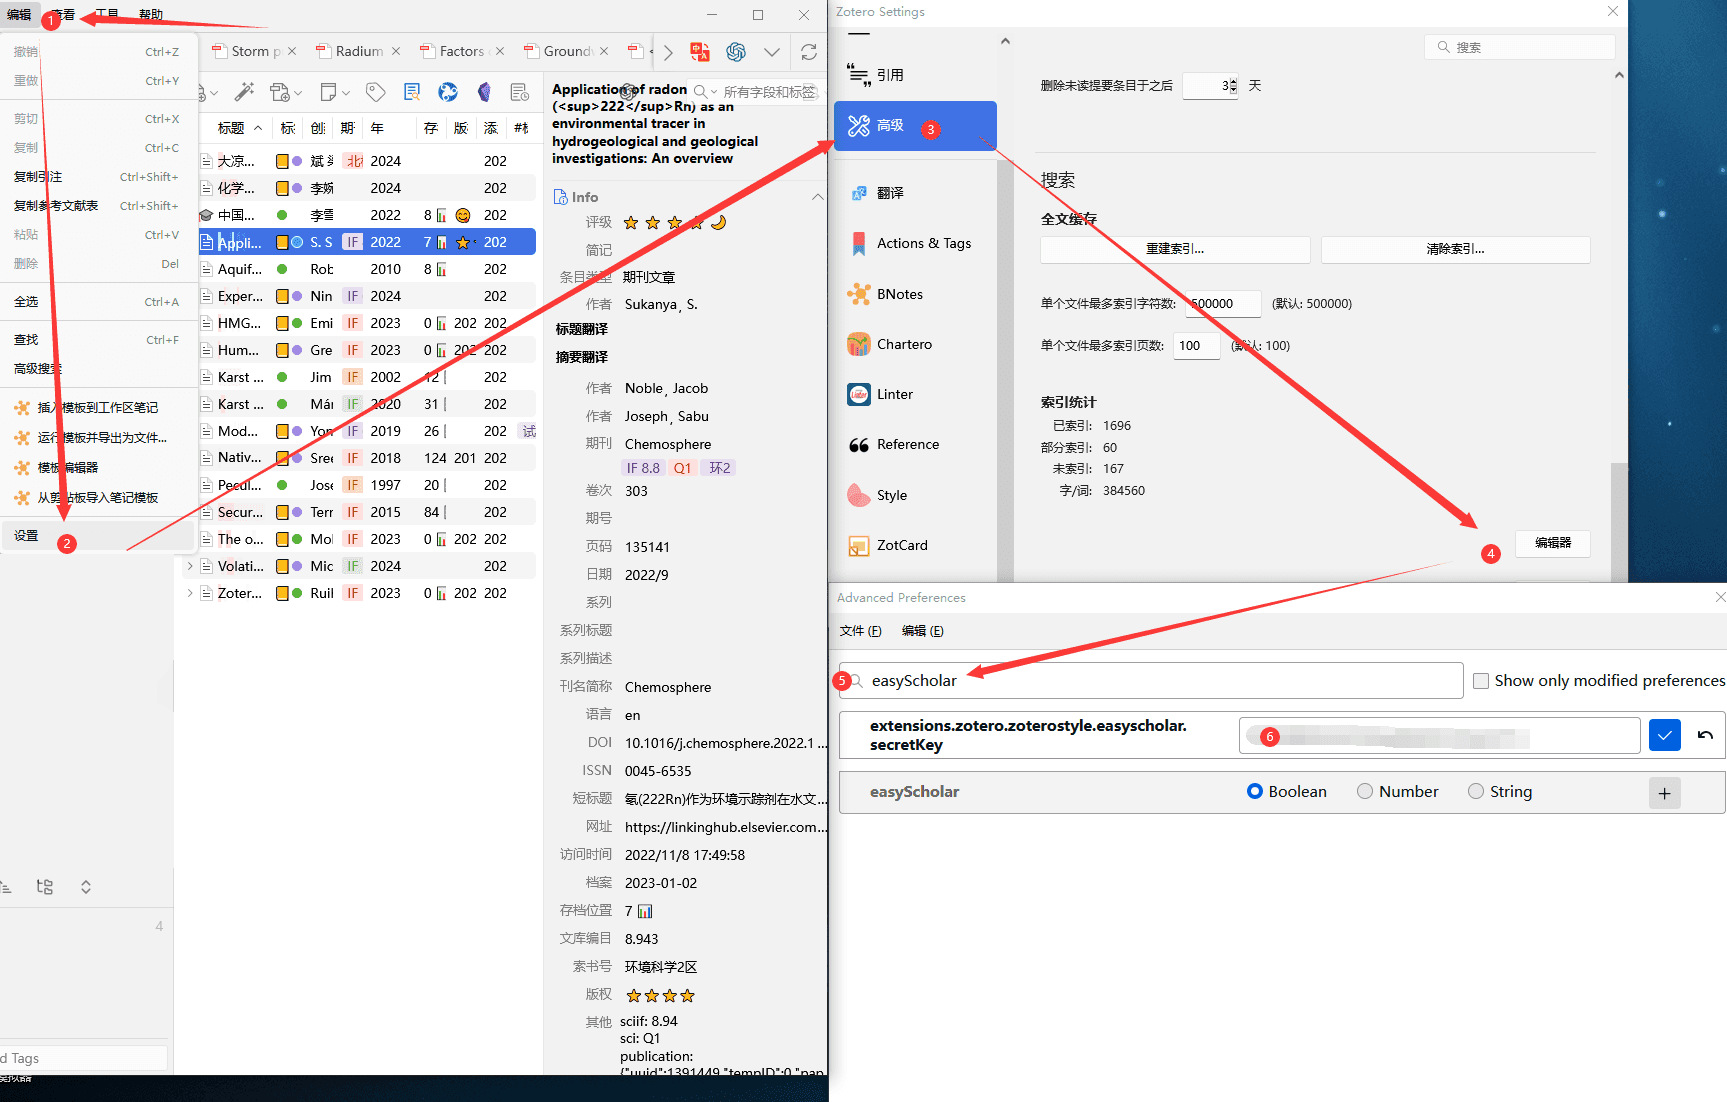 编辑
1
查看
工具
帮助
撤销 Ctrl+Z
重做 Ctrl+Y
剪切 Ctrl+X
复制 Ctrl+C
复制引注 Ctrl+Shift+
复制参考文献表 Ctrl+Shift+
粘贴 Ctrl+V
删除 Del
全选 Ctrl+A
查找 Ctrl+F
高级搜索
插入模板到工作区笔记
运行模板并导出为文件...
模板编辑器
从剪贴板导入笔记模板
设置
2
4
d Tags
Storm p
Radium
Factors
Groundv
所有字段和标签
标题 标 创 期 年 存 版 添 #标
大凉... 斌 北 2024 202
化学... 李婉 2024 202
中国... 李雪 2022 8 202
Appli... S. S IF 2022 7 202
Aquif... Rob 2010 8 202
Exper... Nin IF 2024 202
HMG... Emi IF 2023 0 202 202
Hum... Gre IF 2023 0 202 202
Karst ... Jim IF 2002 12 | 202
Karst ... Már IF 2020 31 | 202
Mod... Yon IF 2019 26 | 202 试
Nativ... Sree IF 2018 124 201 202
Pecul... Jose IF 1997 20 | 202
Secur... Terr IF 2015 84 | 202
The o... Mol IF 2023 0 202 202
Volati... Mic IF 2024 202
Zoter... Ruil IF 2023 0 202 202
Application of radon
(<sup>222</sup>Rn) as an
environmental tracer in
hydrogeological and geological
investigations: An overview
Info
评级
简记
条目类型 期刊文章
作者 Sukanya, S.
标题翻译
摘要翻译
作者 Noble, Jacob
作者 Joseph, Sabu
期刊 Chemosphere
IF 8.8 Q1 环2
卷次 303
期号
页码 135141
日期 2022/9
系列
系列标题
系列描述
刊名简称 Chemosphere
语言 en
DOI 10.1016/j.chemosphere.2022.1 ...
ISSN 0045-6535
短标题 氡(222Rn)作为环境示踪剂在水文...
网址 https://linkinghub.elsevier.com...
访问时间 2022/11/8 17:49:58
档案 2023-01-02
存档位置 7
文库编目 8.943
索书号 环境科学2区
版权
其他 sciif: 8.94
sci: Q1
publication:
{"uuid":1391449,"tempID":0,"pap
Zotero Settings
引用
高级
3
翻译
Actions & Tags
BNotes
Chartero
Linter
Linter
Reference
Style
ZotCard
搜索
删除未读提要条目于之后 3 天
搜索
全文缓存
重建索引... 清除索引...
单个文件最多索引字符数: 500000 (默认: 500000)
单个文件最多索引页数: 100 (默认: 100)
索引统计
已索引: 1696
部分索引: 60
未索引: 167
字/词: 384560
4
编辑器
Advanced Preferences
文件 (F) 编辑 (E)
5
easyScholar
Show only modified preferences
extensions.zotero.zoterostyle.easyscholar.
secretKey
6
easyScholar Boolean Number String +